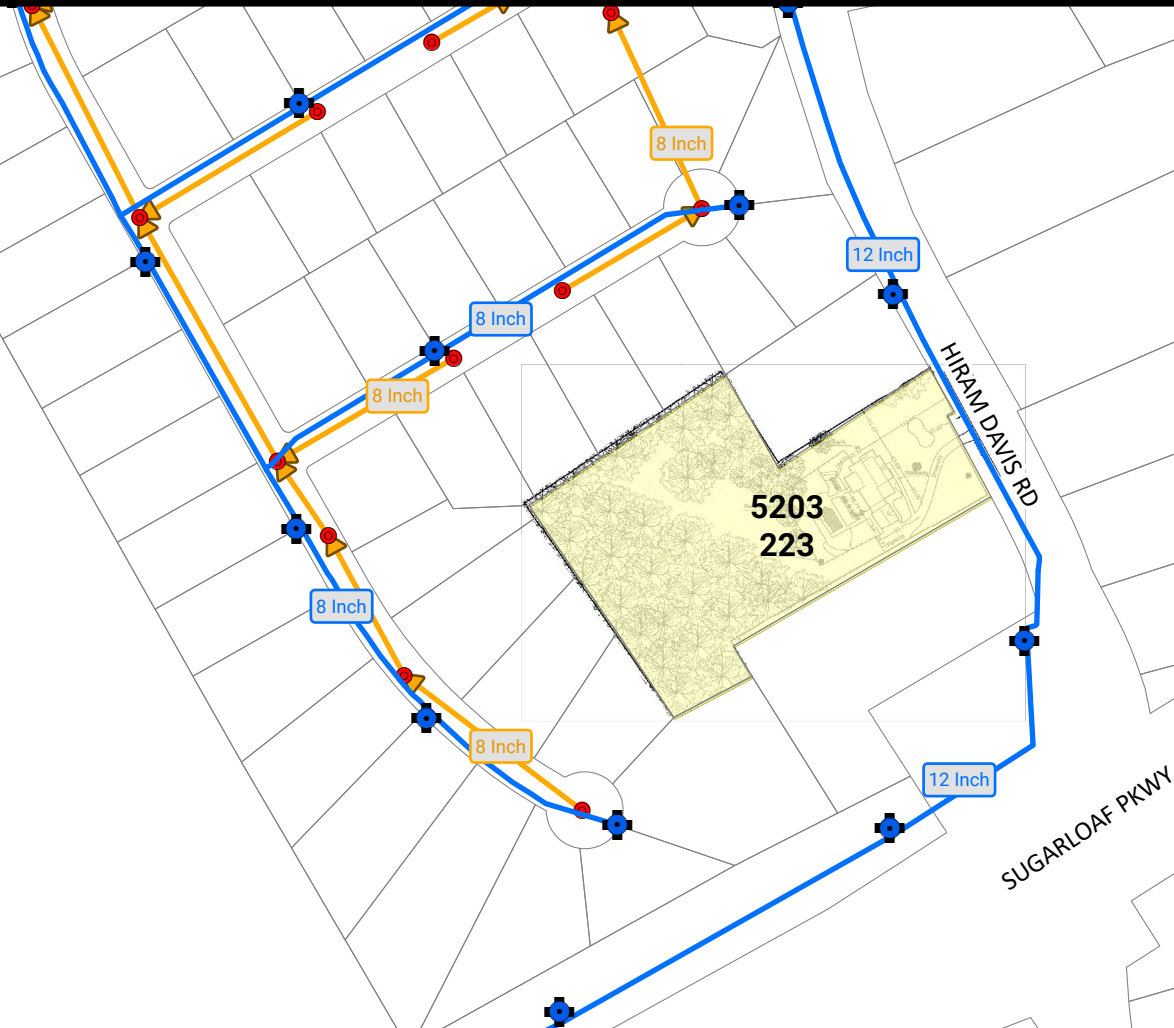 8 Inch
12 Inch
8 Inch
HIRAM DAVIS RD
8 Inch
5203
223
8 Inch
8 Inch
12 Inch
SUGARLOAF PKWY